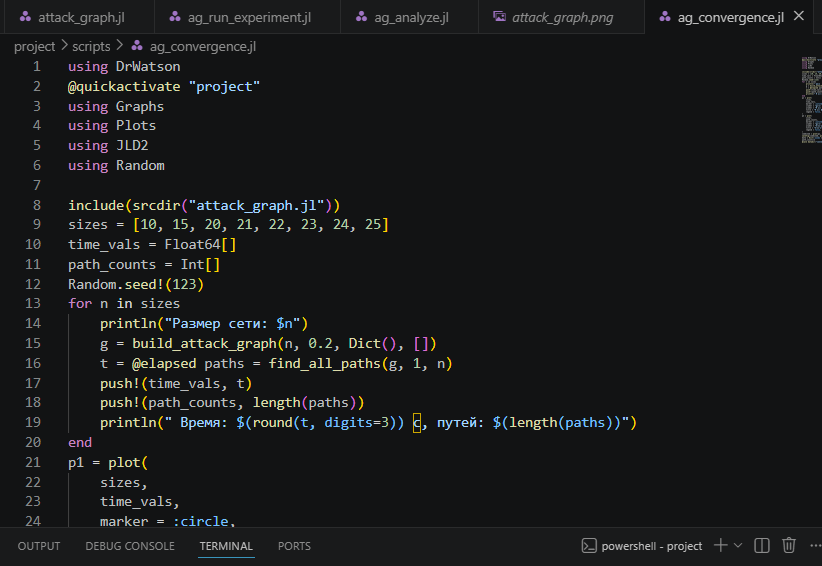 attack_graph.jl ag_run_experiment.jl ag_analyze.jl attack_graph.png ag_convergence.jl
project > scripts > ag_convergence.jl
1 using DrWatson
2 @quickactivate "project"
3 using Graphs
4 using Plots
5 using JLD2
6 using Random
7
8 include(srcdir("attack_graph.jl"))
9 sizes = [10, 15, 20, 21, 22, 23, 24, 25]
10 time_vals = Float64[]
11 path_counts = Int[]
12 Random.seed!(123)
13 for n in sizes
14     println("Размер сети: $n")
15     g = build_attack_graph(n, 0.2, Dict(), [])
16     t = @elapsed paths = find_all_paths(g, 1, n)
17     push!(time_vals, t)
18     push!(path_counts, length(paths))
19     println(" Время: $(round(t, digits=3)) с, путей: $(length(paths))")
20 end
21 p1 = plot(
22     sizes,
23     time_vals,
24     marker = :circle,
OUTPUT DEBUG CONSOLE TERMINAL PORTS powershell - project